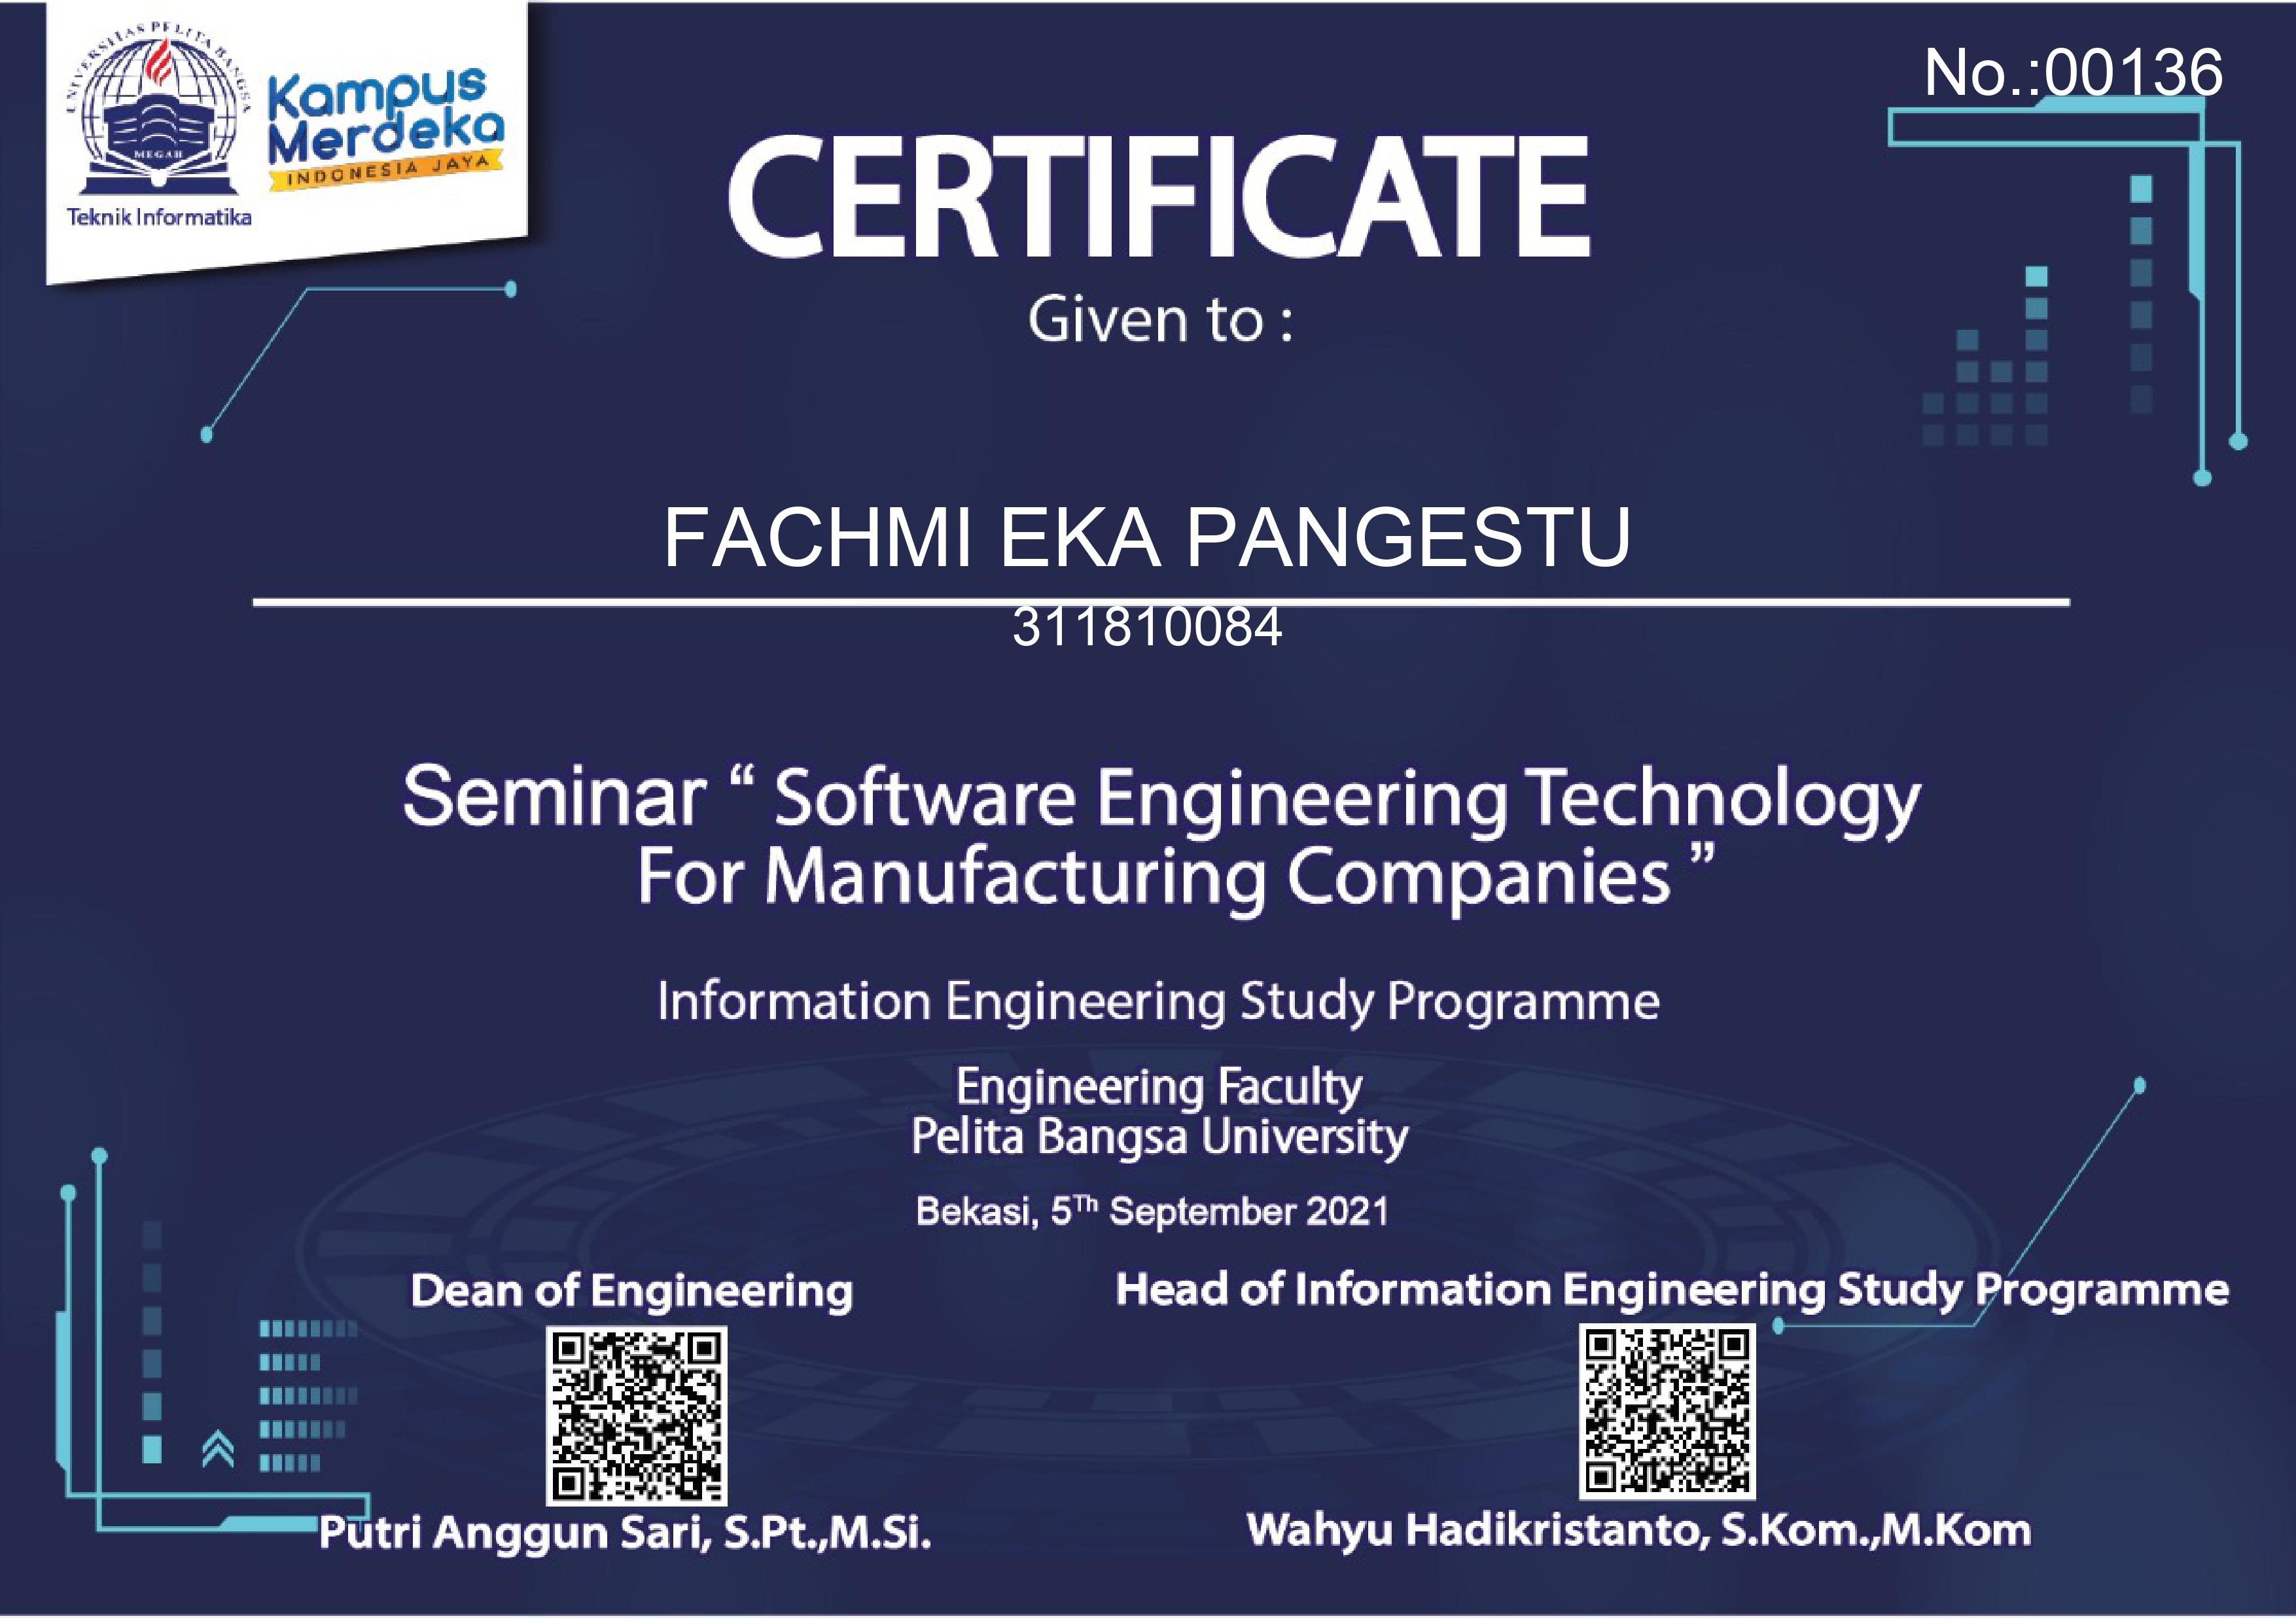 UNIVERSITAS PELITA BANGSA
MEGAH
Teknik Informatika
Kampus
Merdeka
INDONESIA JAYA
No.:00136
CERTIFICATE
Given to :
FACHMI EKA PANGESTU
311810084
Seminar “ Software Engineering Technology
For Manufacturing Companies ”
Information Engineering Study Programme
Engineering Faculty
Pelita Bangsa University
Bekasi, 5Th September 2021
Dean of Engineering
Head of Information Engineering Study Programme
Putri Anggun Sari, S.Pt.,M.Si.
Wahyu Hadikristanto, S.Kom.,M.Kom